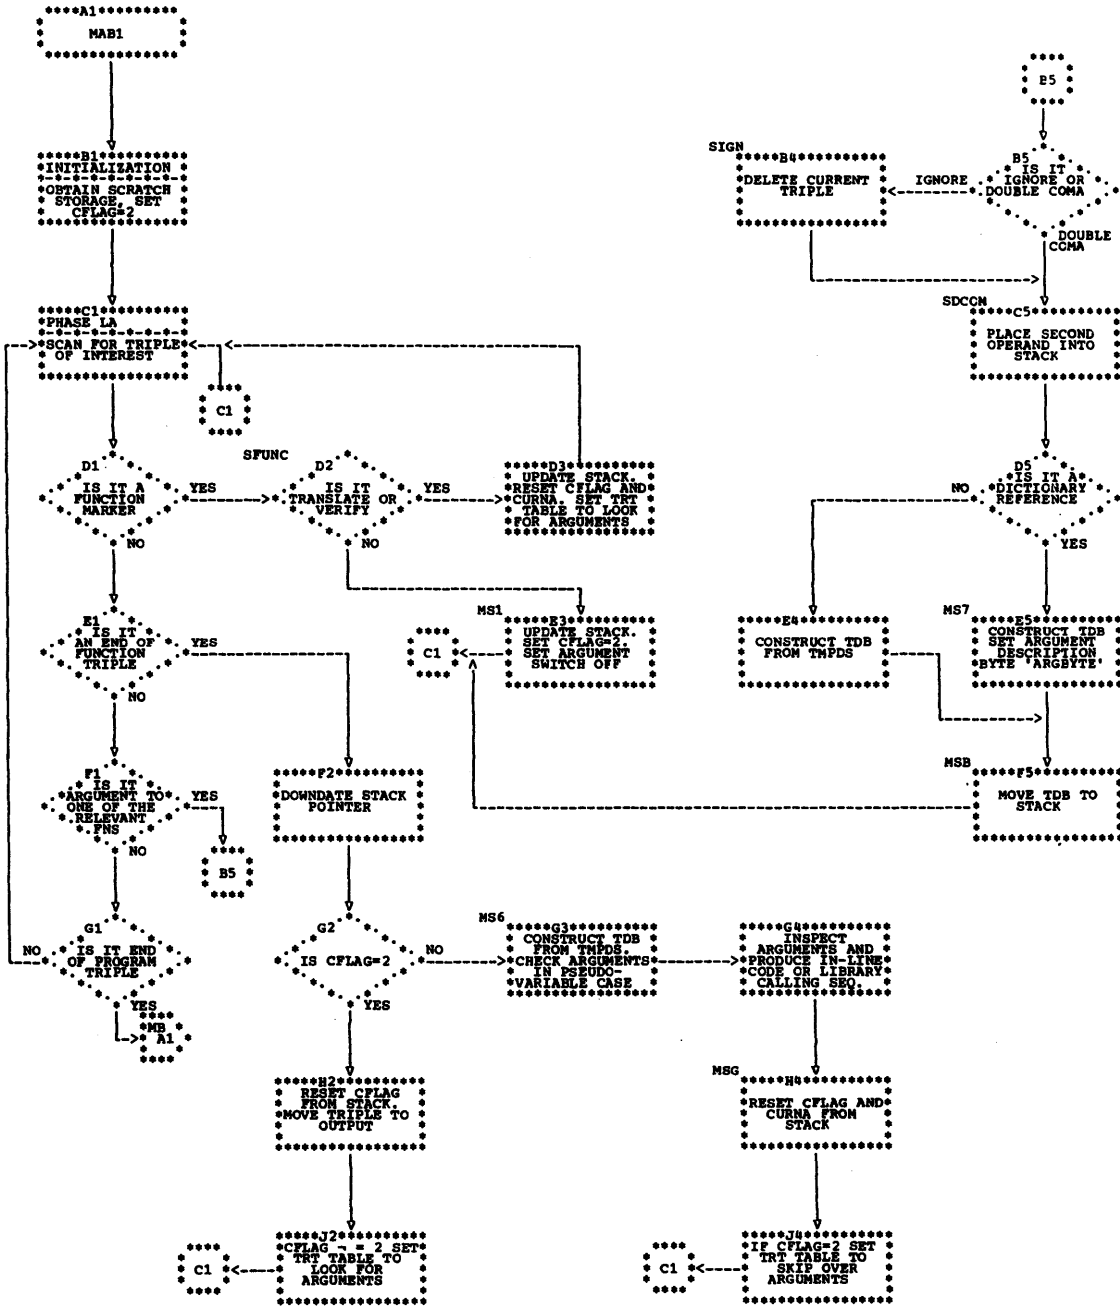 A1
MAB1
B1
INITIALIZATION
OBTAIN SCRATCH
STORAGE, SET
CFLAG=2
C1
PHASE LA
SCAN FOR TRIPLE
OF INTEREST
C1
D1
IS IT A
FUNCTION
MARKER
YES
NO
SFUNC
D2
IS IT
TRANSLATE OR
VERIFY
YES
NO
D3
UPDATE STACK.
RESET CFLAG AND
CURNA. SET TRT
TABLE TO LOOK
FOR ARGUMENTS
E1
IS IT
AN END OF
FUNCTION
TRIPLE
YES
NO
MS1
E3
UPDATE STACK.
SET CFLAG=2.
SET ARGUMENT
SWITCH OFF
C1
F1
IS IT
ARGUMENT TO
ONE OF THE
RELEVANT
FNS
YES
NO
B5
F2
DOWNDATE STACK
POINTER
G1
IS IT END
OF PROGRAM
TRIPLE
NO
YES
MB
A1
G2
IS CFLAG=2
NO
YES
MS6
G3
CONSTRUCT TDB
FROM TMPDS.
CHECK ARGUMENTS
IN PSEUDO-
VARIABLE CASE
G4
INSPECT
ARGUMENTS AND
PRODUCE IN-LINE
CODE OR LIBRARY
CALLING SEQ.
H2
RESET CFLAG
FROM STACK.
MOVE TRIPLE TO
OUTPUT
MSG
H4
RESET CFLAG AND
CURNA FROM
STACK
J2
CFLAG ¬ = 2 SET
TRT TABLE TO
LOOK FOR
ARGUMENTS
C1
J4
IF CFLAG=2 SET
TRT TABLE TO
SKIP OVER
ARGUMENTS
C1
B5
B5
IS IT
IGNORE OR
DOUBLE COMA
IGNORE
DOUBLE
COMA
SIGN
B4
DELETE CURRENT
TRIPLE
SDCOM
C5
PLACE SECOND
OPERAND INTO
STACK
D5
IS IT A
DICTIONARY
REFERENCE
NO
YES
E4
CONSTRUCT TDB
FROM TMPDS
MS7
E5
CONSTRUCT TDB
SET ARGUMENT
DESCRIPTION
BYTE 'ARGBYTE'
MSB
F5
MOVE TDB TO
STACK